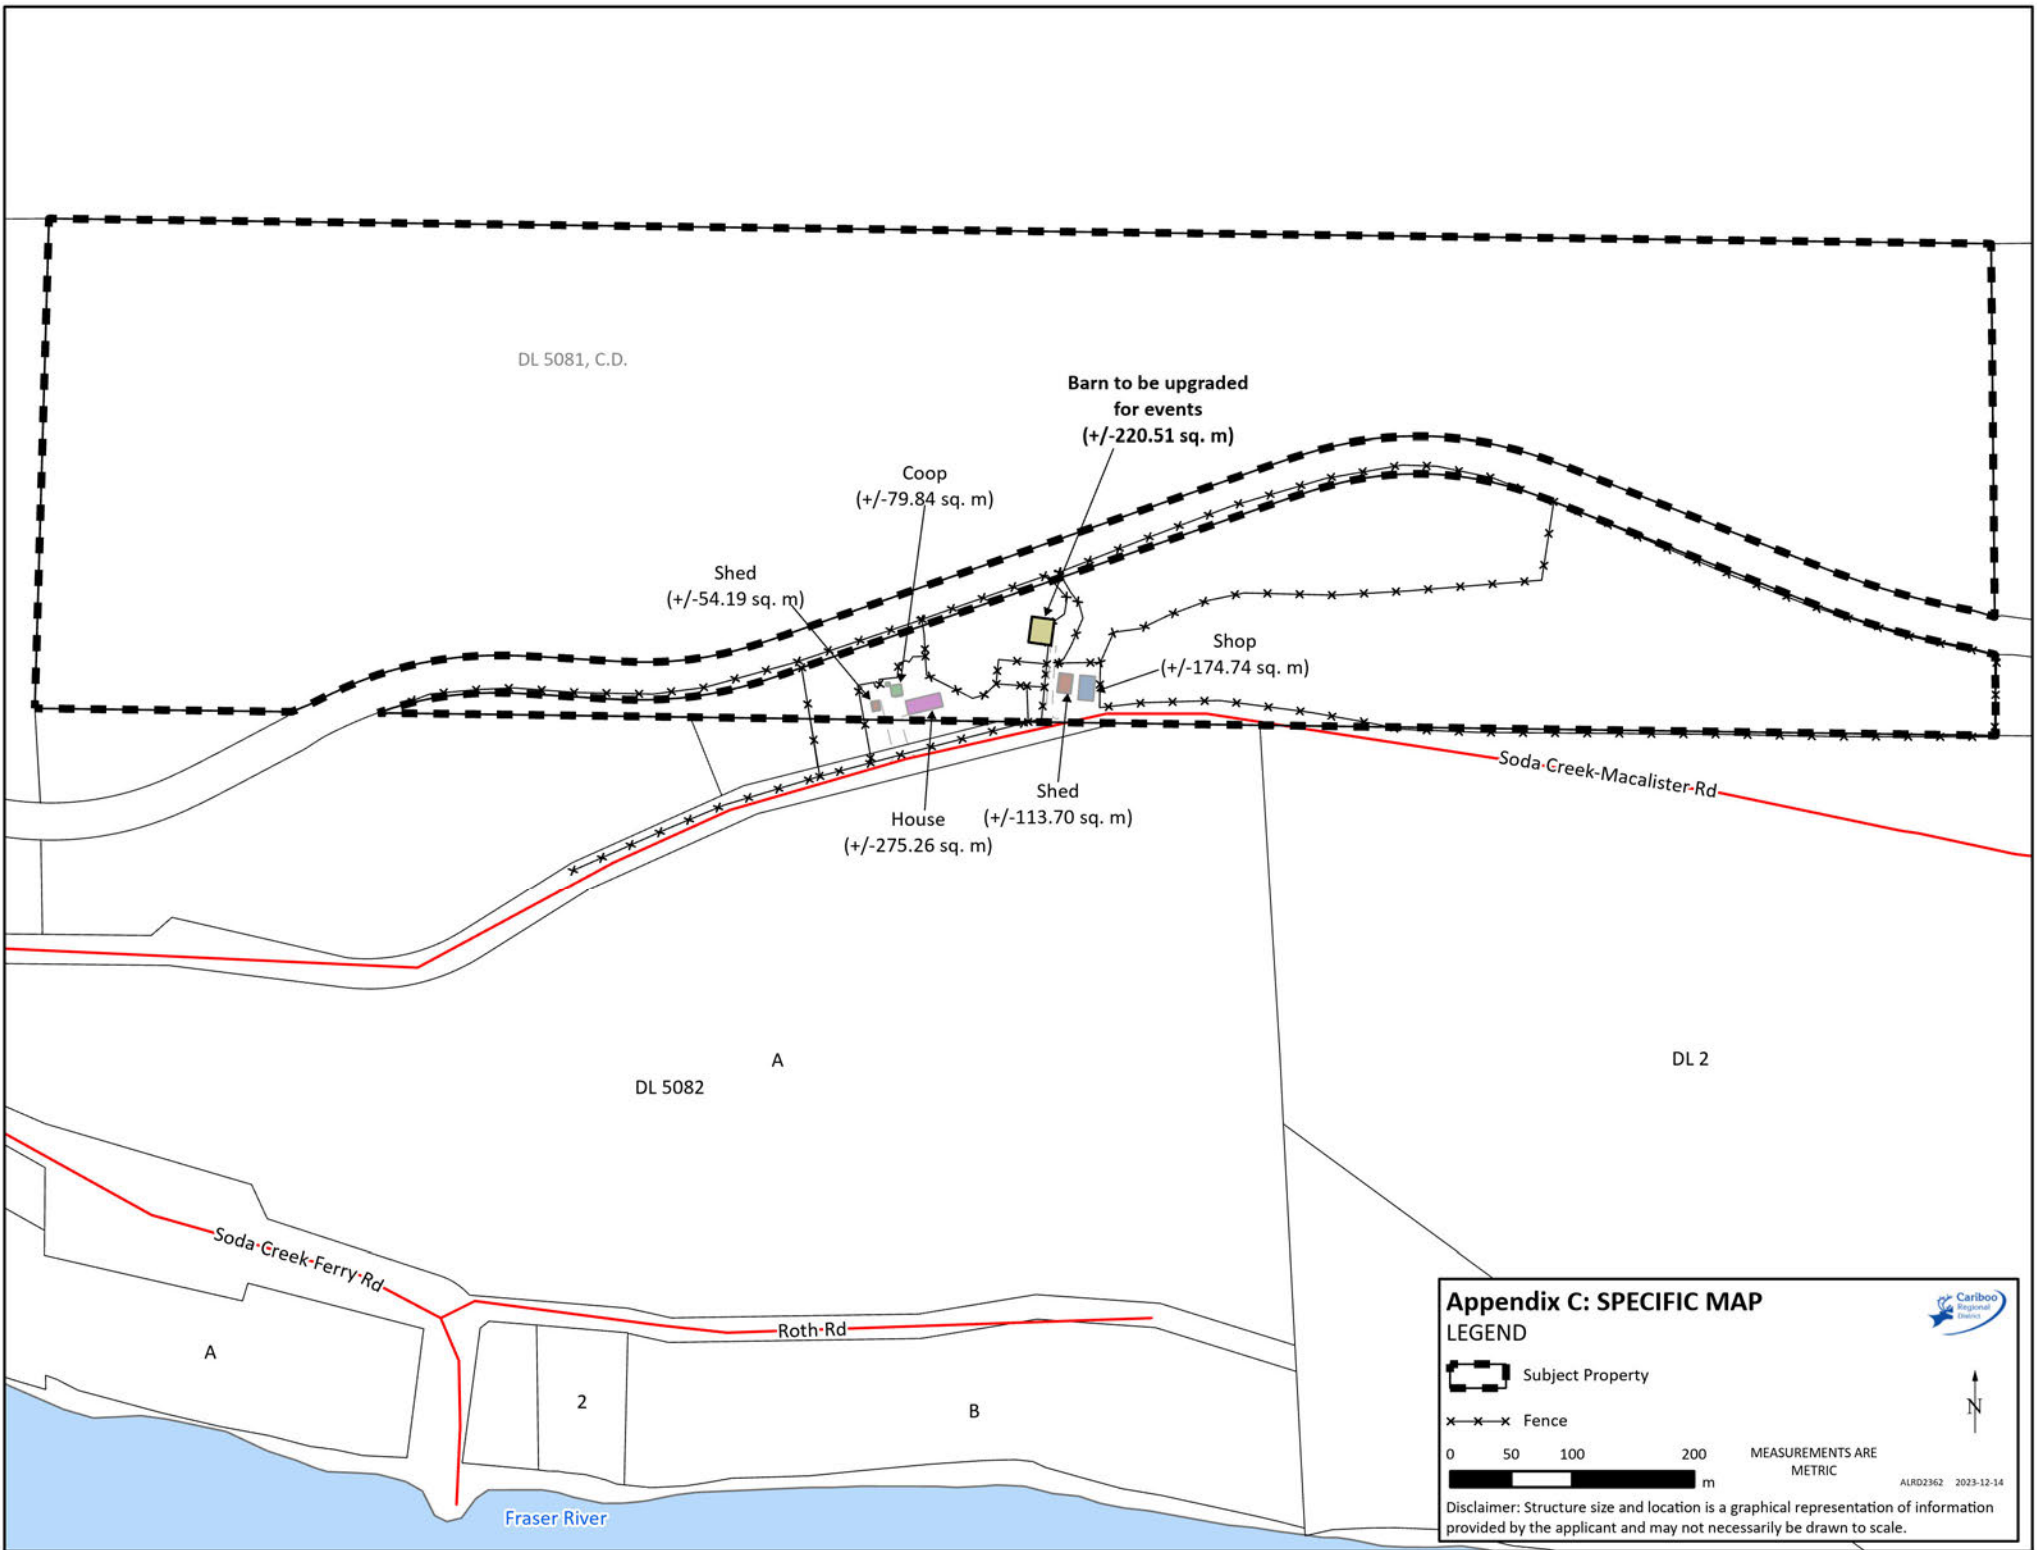 DL 5081, C.D.
Barn to be upgraded
for events
(+/-220.51 sq. m)
Coop
(+/-79.84 sq. m)
Shed
(+/-54.19 sq. m)
Shop
(+/-174.74 sq. m)
Soda-Creek-Macalister-Rd
Shed
(+/-113.70 sq. m)
House
(+/-275.26 sq. m)
A
DL 5082
DL 2
Soda-Creek-Ferry-Rd
Roth-Rd
A
2
B
Fraser River
Appendix C: SPECIFIC MAP
LEGEND
Cariboo
Regional
District
Subject Property
Fence
N
0 50 100 200
m
MEASUREMENTS ARE
METRIC
ALRD2362 2023-12-14
Disclaimer: Structure size and location is a graphical representation of information
provided by the applicant and may not necessarily be drawn to scale.